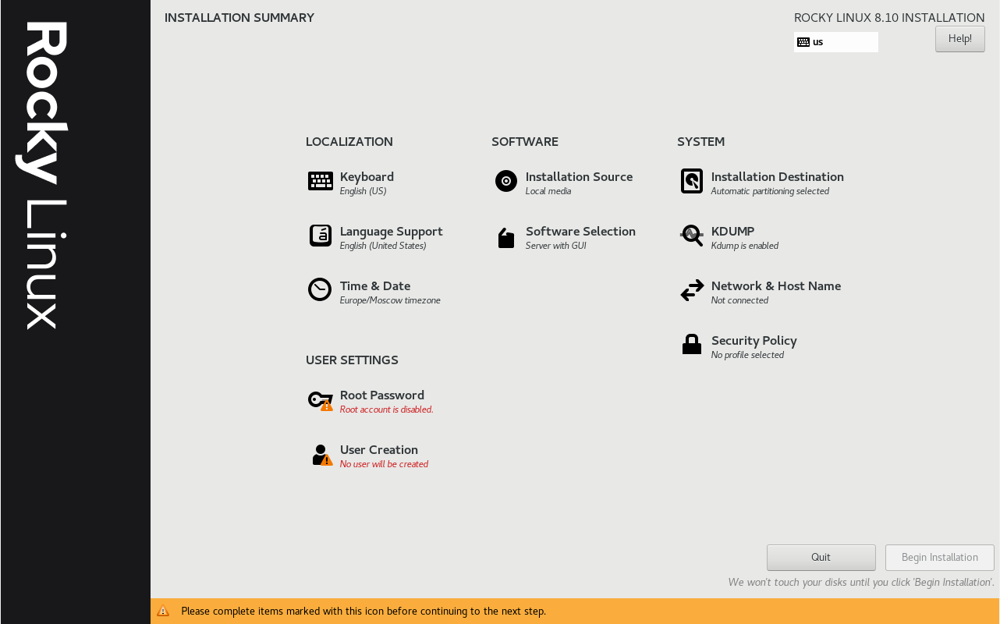 Rocky Linux
INSTALLATION SUMMARY
ROCKY LINUX 8.10 INSTALLATION
us
Help!
LOCALIZATION
Keyboard
English (US)
Language Support
English (United States)
Time & Date
Europe/Moscow timezone
SOFTWARE
Installation Source
Local media
Software Selection
Server with GUI
SYSTEM
Installation Destination
Automatic partitioning selected
KDUMP
Kdump is enabled
Network & Host Name
Not connected
Security Policy
No profile selected
USER SETTINGS
Root Password
Root account is disabled.
User Creation
No user will be created
Quit
Begin Installation
We won't touch your disks until you click 'Begin Installation'.
Please complete items marked with this icon before continuing to the next step.